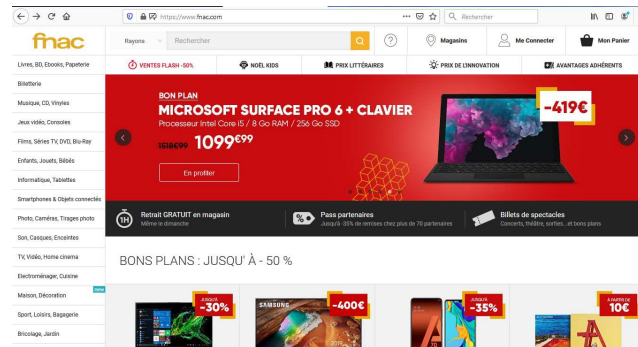 https://www.fnac.com
Rechercher
fnac
Rayons
Rechercher
Magasins
Me Connecter
Mon Panier
Livres, BD, Ebooks, Papeterie
VENTES FLASH -50%
NOËL KIDS
PRIX LITTÉRAIRES
PRIX DE L'INNOVATION
AVANTAGES ADHÉRENTS
Billetterie
Musique, CD, Vinyles
Jeux vidéo, Consoles
Films, Séries TV, DVD, Blu-Ray
Enfants, Jouets, Bébés
Informatique, Tablettes
Smartphones & Objets connectés
Photo, Caméras, Tirages photo
Son, Casques, Enceintes
TV, Vidéo, Home cinema
Electroménager, Cuisine
Maison, Décoration
Sport, Loisirs, Bagagerie
Bricolage, Jardin
BON PLAN
MICROSOFT SURFACE PRO 6 + CLAVIER
Processeur Intel Core i5 / 8 Go RAM / 256 Go SSD
1518€99 1099€99
En profiter
-419€
1H
Retrait GRATUIT en magasin
Même le dimanche
Pass partenaires
Jusqu'à -35% de remises chez plus de 70 partenaires
Billets de spectacles
Concerts, théâtre, sorties...et bons plans
BONS PLANS : JUSQU' À - 50 %
JUSQU'À
-30%
SAMSUNG
-400€
JUSQU'À
-35%
À PARTIR DE
10€